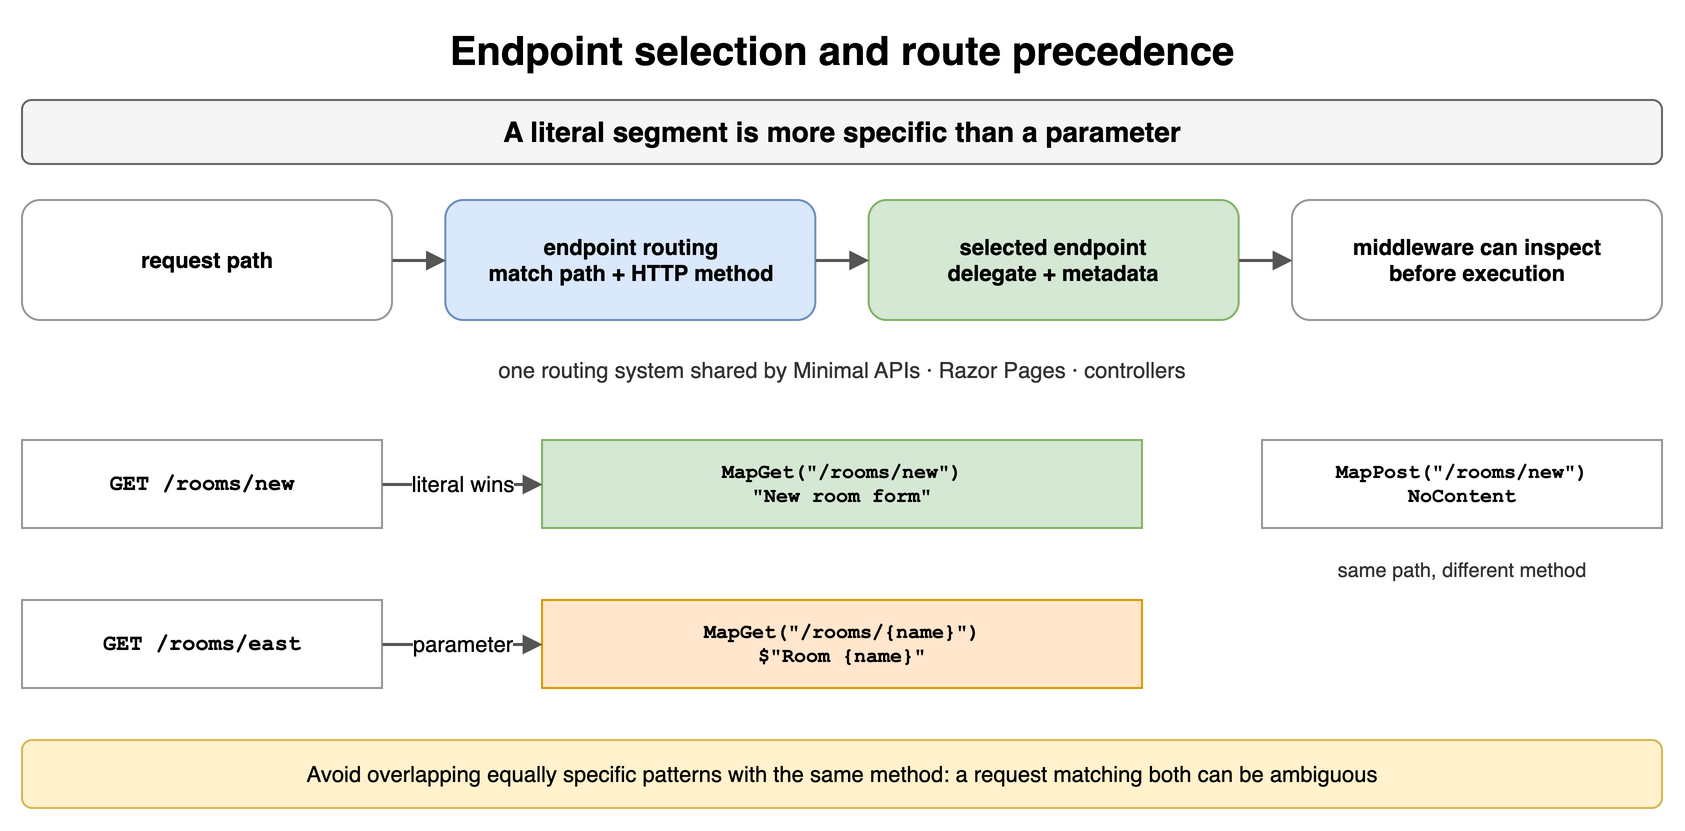 Endpoint selection and route precedence
A literal segment is more specific than a parameter
request path
endpoint routing
match path + HTTP method
selected endpoint
delegate + metadata
middleware can inspect
before execution
one routing system shared by Minimal APIs · Razor Pages · controllers
GET /rooms/new
literal wins
MapGet("/rooms/new")
"New room form"
MapPost("/rooms/new")
NoContent
same path, different method
GET /rooms/east
parameter
MapGet("/rooms/{name}")
$"Room {name}"
Avoid overlapping equally specific patterns with the same method: a request matching both can be ambiguous